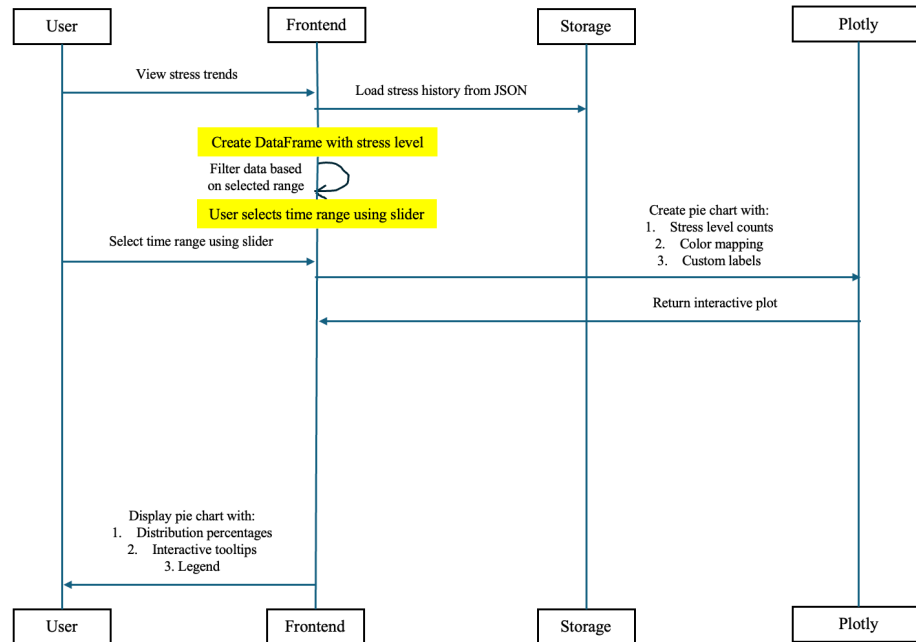 User
Frontend
Storage
Plotly
View stress trends
Load stress history from JSON
Create DataFrame with stress level
Filter data based
on selected range
User selects time range using slider
Select time range using slider
Create pie chart with:
1. Stress level counts
2. Color mapping
3. Custom labels
Return interactive plot
Display pie chart with:
1. Distribution percentages
2. Interactive tooltips
3. Legend
User
Frontend
Storage
Plotly